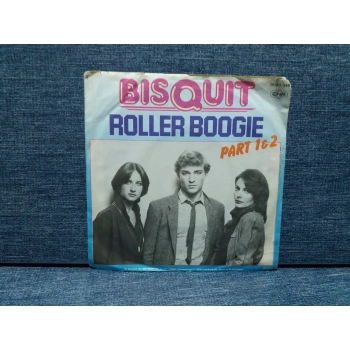 BISQUIT
ROLLER BOOGIE
PART 1&2